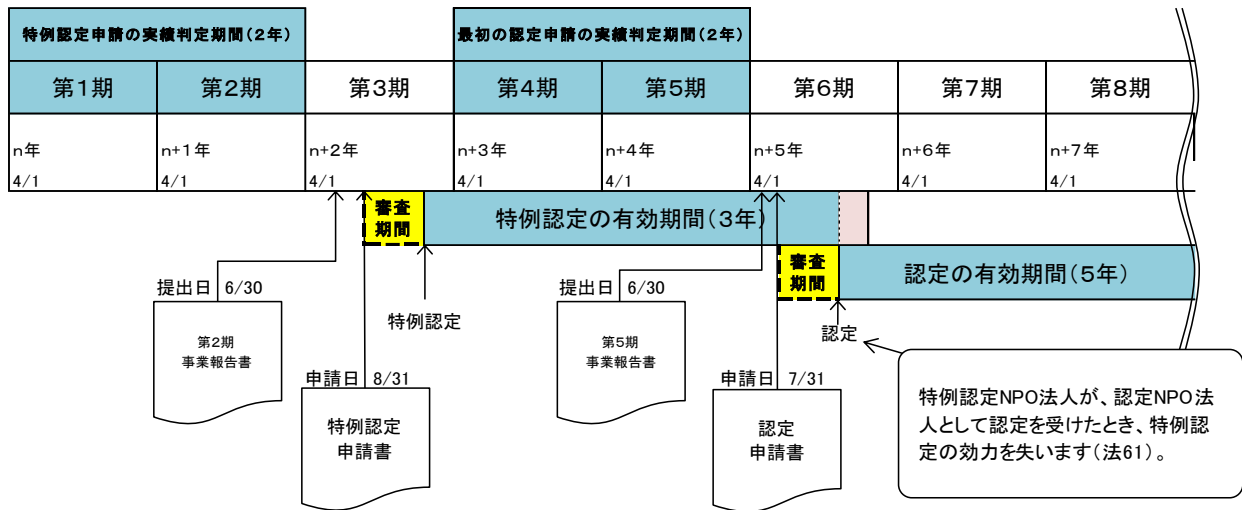 特例認定申請の実績判定期間(2年)
最初の認定申請の実績判定期間(2年)
第1期
第2期
第3期
第4期
第5期
第6期
第7期
第8期
n年
4/1
n+1年
4/1
n+2年
4/1
n+3年
4/1
n+4年
4/1
n+5年
4/1
n+6年
4/1
n+7年
4/1
審査
期間
特例認定の有効期間(3年)
審査
期間
認定の有効期間(5年)
提出日 6/30
第2期
事業報告書
特例認定
申請日 8/31
特例認定
申請書
提出日 6/30
第5期
事業報告書
申請日 7/31
認定
申請書
認定
特例認定NPO法人が、認定NPO法
人として認定を受けたとき、特例認
定の効力を失います(法61)。